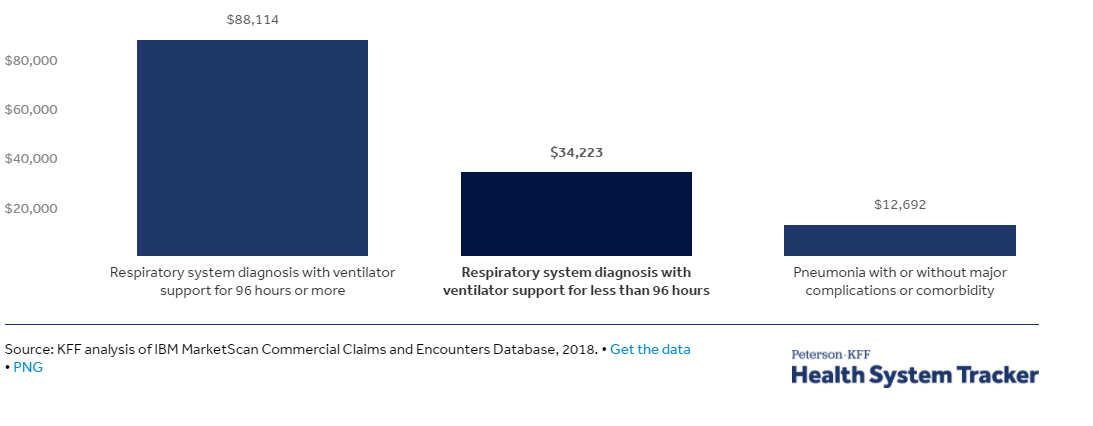 $88,114
$80,000
$60,000
$40,000
$34,223
$20,000
$12,692
Respiratory system diagnosis with ventilator
support for 96 hours or more
Respiratory system diagnosis with
ventilator support for less than 96 hours
Pneumonia with or without major
complications or comorbidity
Source: KFF analysis of IBM MarketScan Commercial Claims and Encounters Database, 2018. • Get the data
• PNG
Peterson-KFF
Health System Tracker